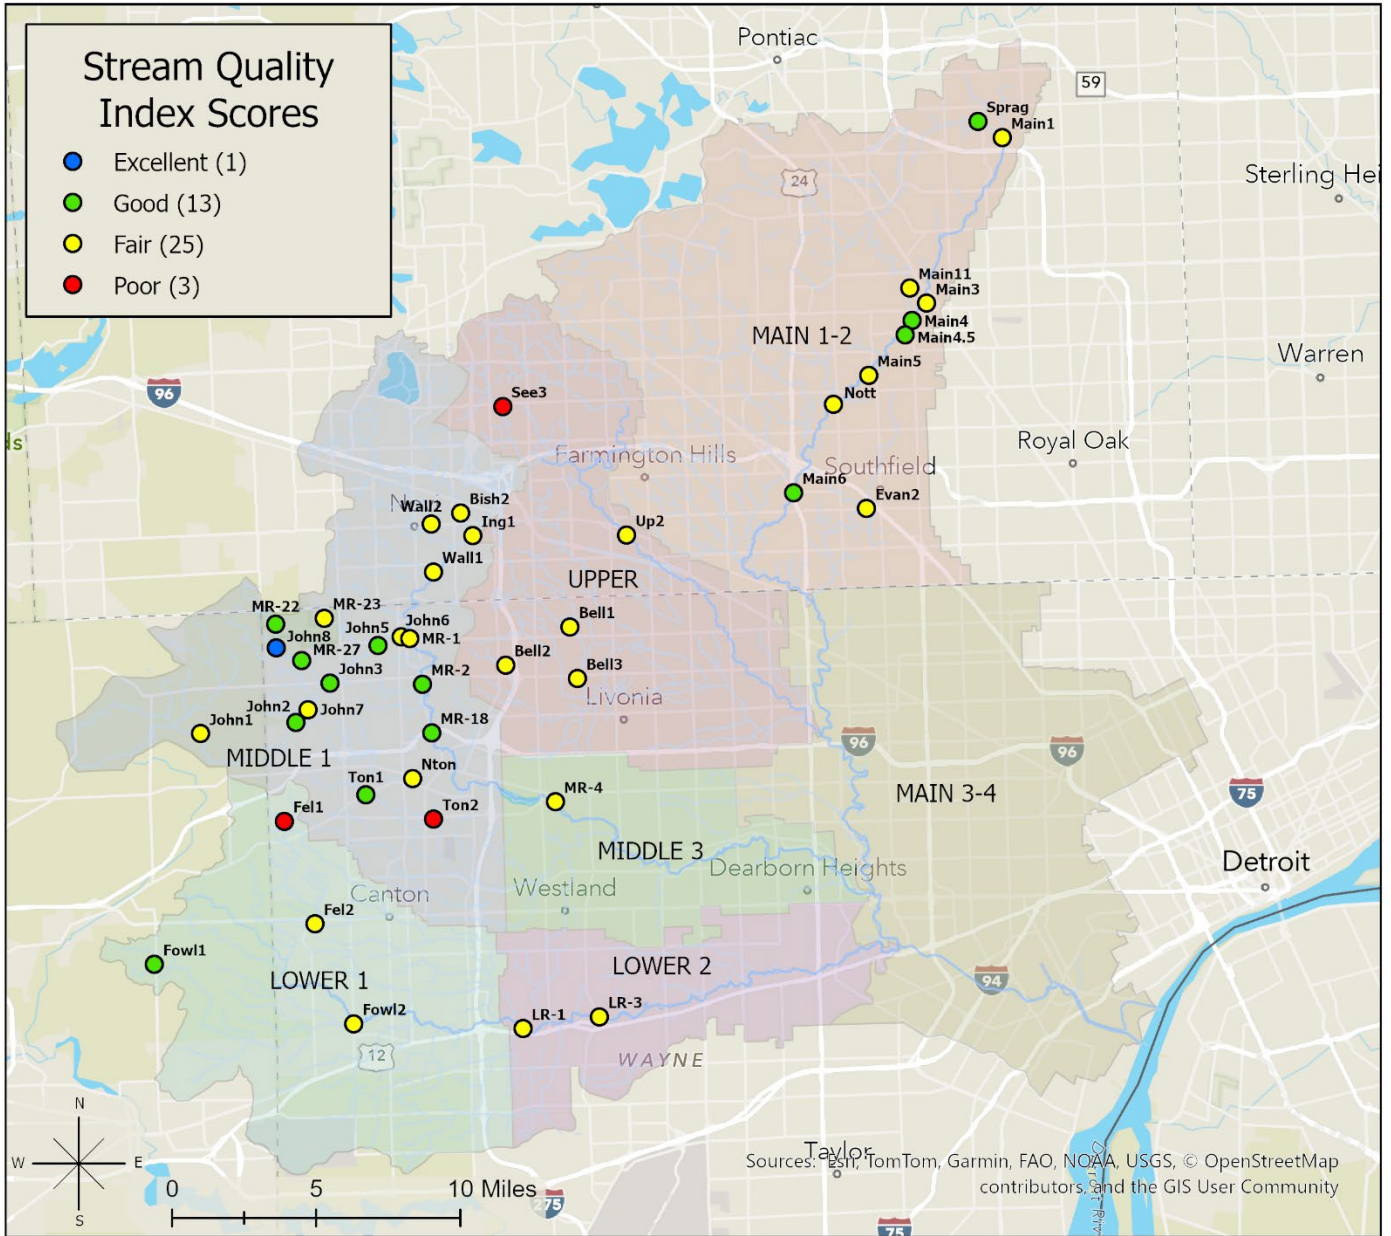 Stream Quality
Index Scores
Excellent (1)
Good (13)
Fair (25)
Poor (3)
Pontiac
59
Sprag
Main1
24
Sterling Hei
Main11
Main3
Main4
Main4.5
MAIN 1-2
Warren
Main5
96
See3
Nott
ds
Royal Oak
Farmington Hills
Southfield
Main6
Evan2
Bish2
Wall2
Novi
Ing1
Up2
Wall1
UPPER
MR-22
MR-23
John6
John5
MR-1
Bell1
John8
MR-27
John3
MR-2
Bell2
Bell3
Livonia
John2
John7
John1
MR-18
96
96
MIDDLE 1
Nton
Ton1
MR-4
MAIN 3-4
75
Fel1
Ton2
MIDDLE 3
Detroit
Dearborn Heights
Westland
Canton
Fel2
Fowl1
LOWER 1
LOWER 2
94
Fowl2
LR-1
LR-3
12
WAYNE
N
W
E
S
Taylor
Sources: Esri, TomTom, Garmin, FAO, NOAA, USGS, © OpenStreetMap
contributors, and the GIS User Community
0 5 10 Miles
275
75